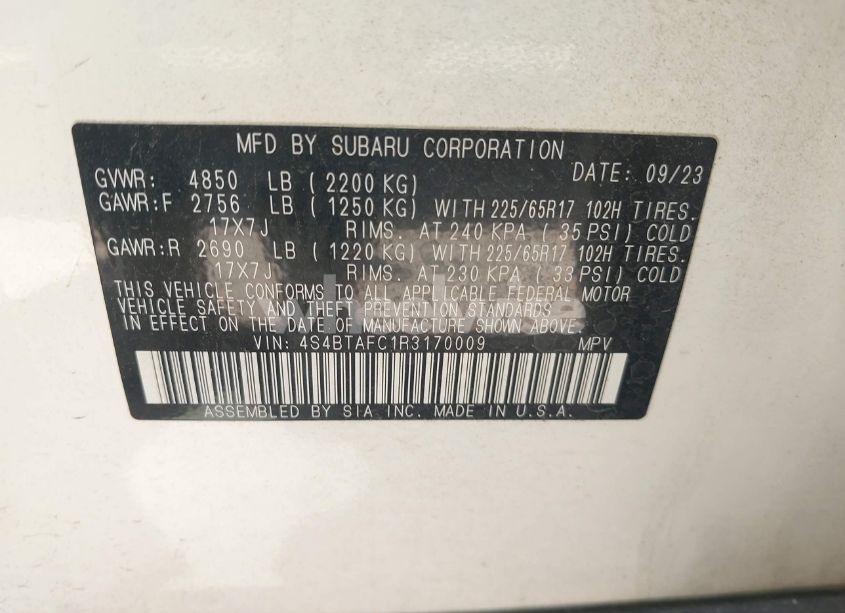 MFD BY SUBARU CORPORATION
DATE: 09/23
GVWR: 4850 LB ( 2200 KG)
GAWR:F 2756 LB ( 1250 KG) WITH 225/65R17 102H TIRES.
17X7J RIMS. AT 240 KPA ( 35 PSI) COLD
GAWR:R 2690 LB ( 1220 KG) WITH 225/65R17 102H TIRES.
17X7J RIMS. AT 230 KPA ( 33 PSI) COLD
THIS VEHICLE CONFORMS TO ALL APPLICABLE FEDERAL MOTOR
VEHICLE SAFETY AND THEFT PREVENTION STANDARDS
IN EFFECT ON THE DATE OF MANUFACTURE SHOWN ABOVE.
VIN: 4S4BTAFC1R3170009 MPV
ASSEMBLED BY SIA INC. MADE IN U.S.A.